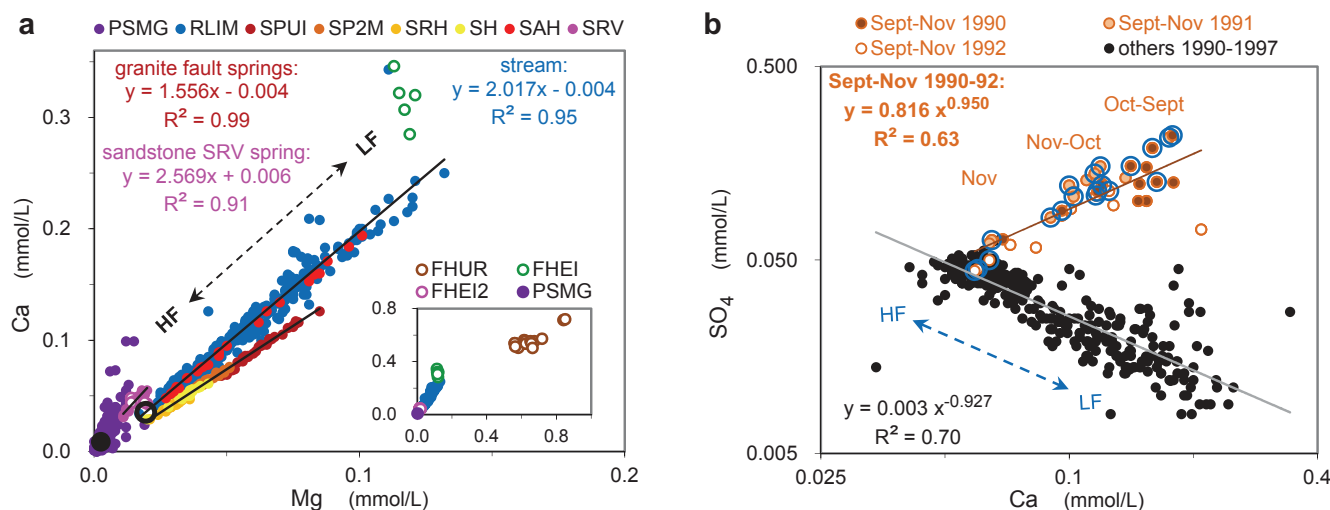 a
PSMG RLIM SPUI SP2M SRH SH SAH SRV
granite fault springs:
y = 1.556x - 0.004
R² = 0.99
stream:
y = 2.017x - 0.004
R² = 0.95
sandstone SRV spring:
y = 2.569x + 0.006
R² = 0.91
HF
LF
Ca (mmol/L)
0.3
0.2
0.1
0.0
0.0 0.1 0.2
Mg (mmol/L)
FHUR FHEI
FHEI2 PSMG
0.8
0.4
0.0
0.0 0.4 0.8
b
Sept-Nov 1990 Sept-Nov 1991
Sept-Nov 1992 others 1990-1997
Sept-Nov 1990-92:
y = 0.816 x^0.950
R² = 0.63
Oct-Sept
Nov-Oct
Nov
HF
LF
y = 0.003 x^-0.927
R² = 0.70
SO₄ (mmol/L)
0.500
0.050
0.005
0.025 0.1 0.4
Ca (mmol/L)